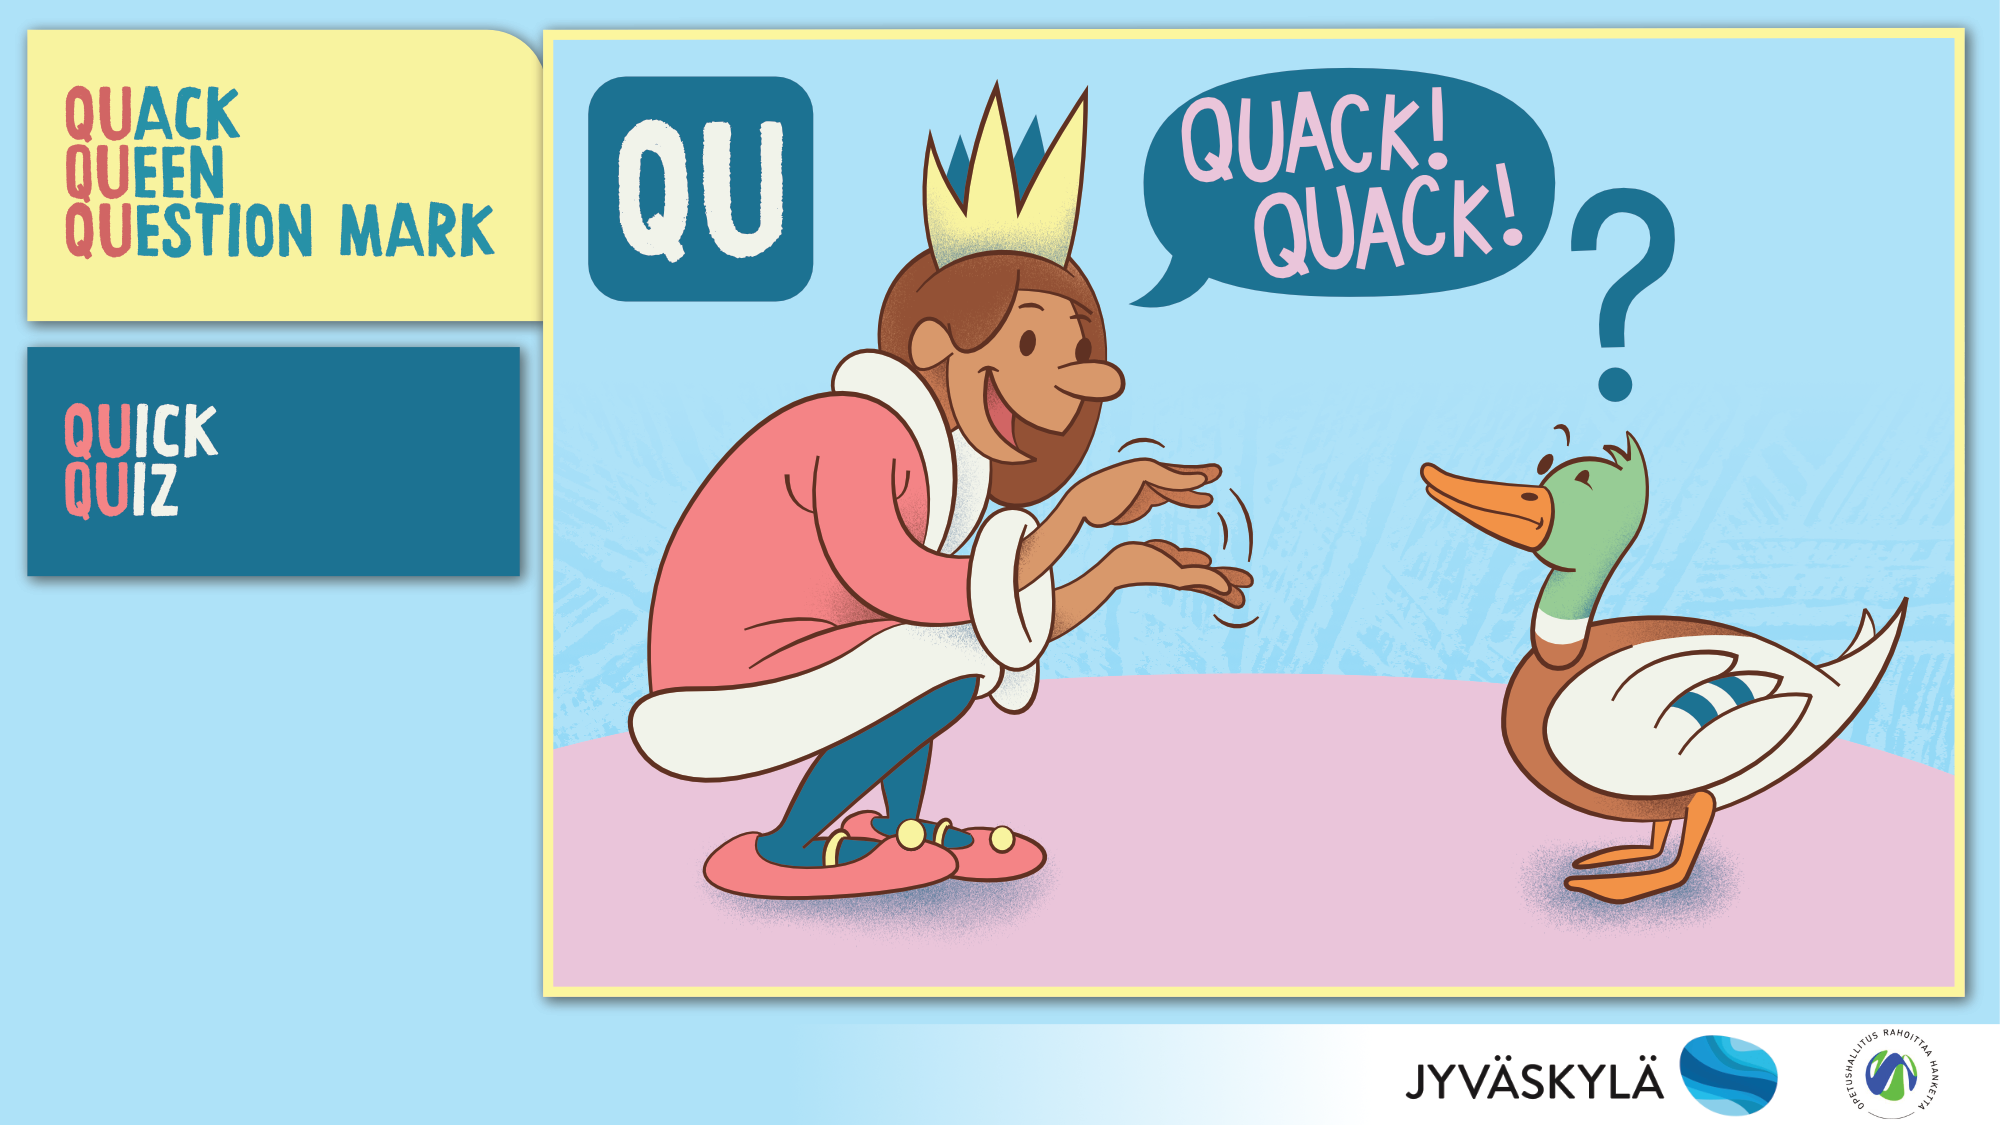 QUACK
QUEEN
QUESTION MARK
QUICK
QUIZ
QU
QUACK!
QUACK!
?
JYVÄSKYLÄ
OPETUSHALLITUS RAHOITTAA HANKETTA